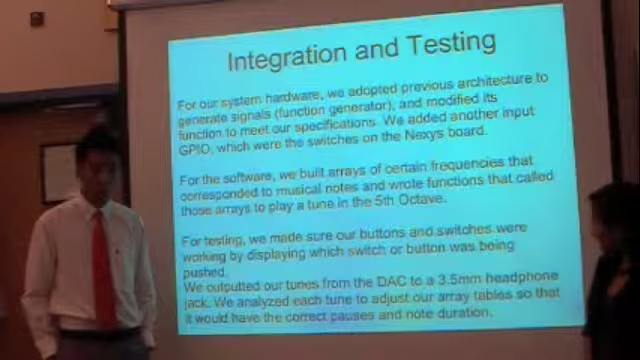 Integration and Testing
For our system hardware, we adopted previous architecture to
generate signals (function generator), and modified its
function to meet our specifications. We added another input
GPIO, which were the switches on the Nexys board.
For the software, we built arrays of certain frequencies that
corresponded to musical notes and wrote functions that called
those arrays to play a tune in the 5th Octave.
For testing, we made sure our buttons and switches were
working by displaying which switch or button was being
pushed.
We outputted our tunes from the DAC to a 3.5mm headphone
jack. We analyzed each tune to adjust our array tables so that
it would have the correct pauses and note duration.